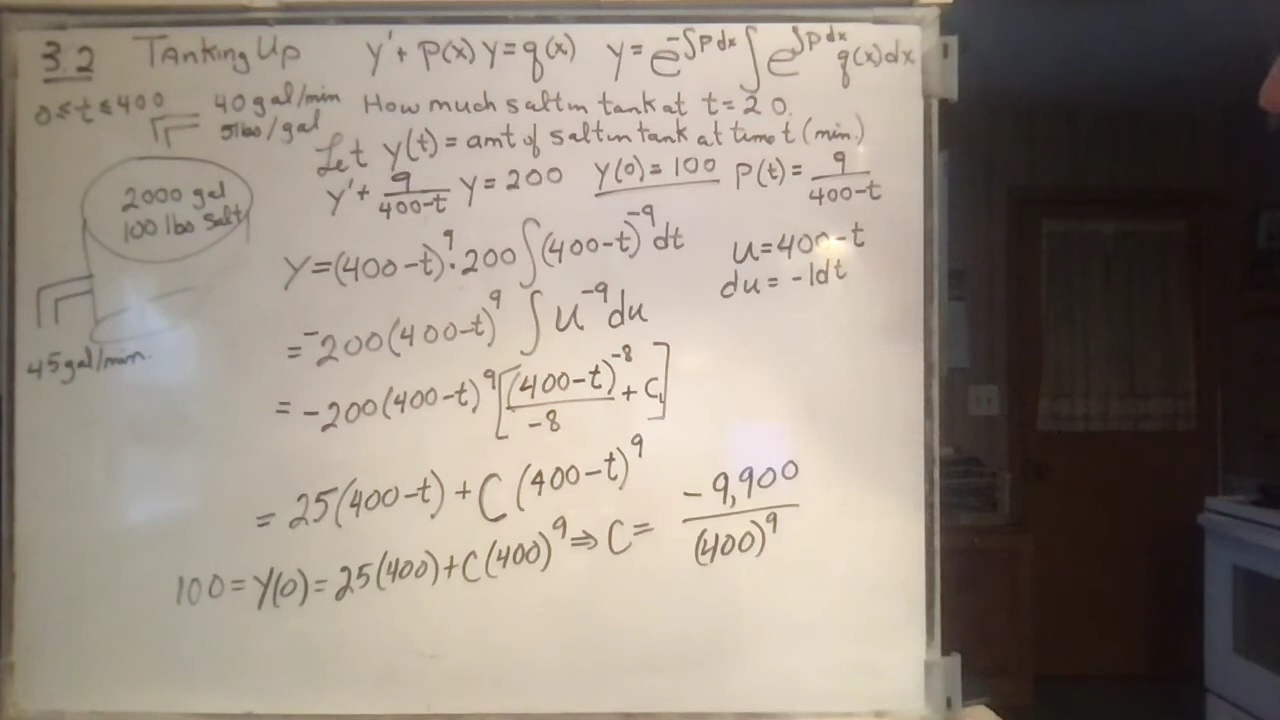 3.2 Tanking Up y' + p(x) y = q(x) y = e^{-∫p dx} ∫ e^{∫p dx} q(x) dx
0 ≤ t ≤ 400 40 gal/min How much salt in tank at t = 20.
5 lbs/gal Let y(t) = amt of salt in tank at time t (min.)
2000 gal
100 lbs salt
45 gal/min.
y' + 9/(400-t) y = 200 y(0) = 100 p(t) = 9/(400-t)
y = (400-t)^9 · 200 ∫ (400-t)^{-9} dt u = 400-t
du = -1dt
= -200(400-t)^9 ∫ u^{-9} du
= -200(400-t)^9 [(400-t)^{-8}/-8 + C₁]
= 25(400-t) + C(400-t)^9
100 = y(0) = 25(400) + C(400)^9 ⇒ C = -9,900/(400)^9